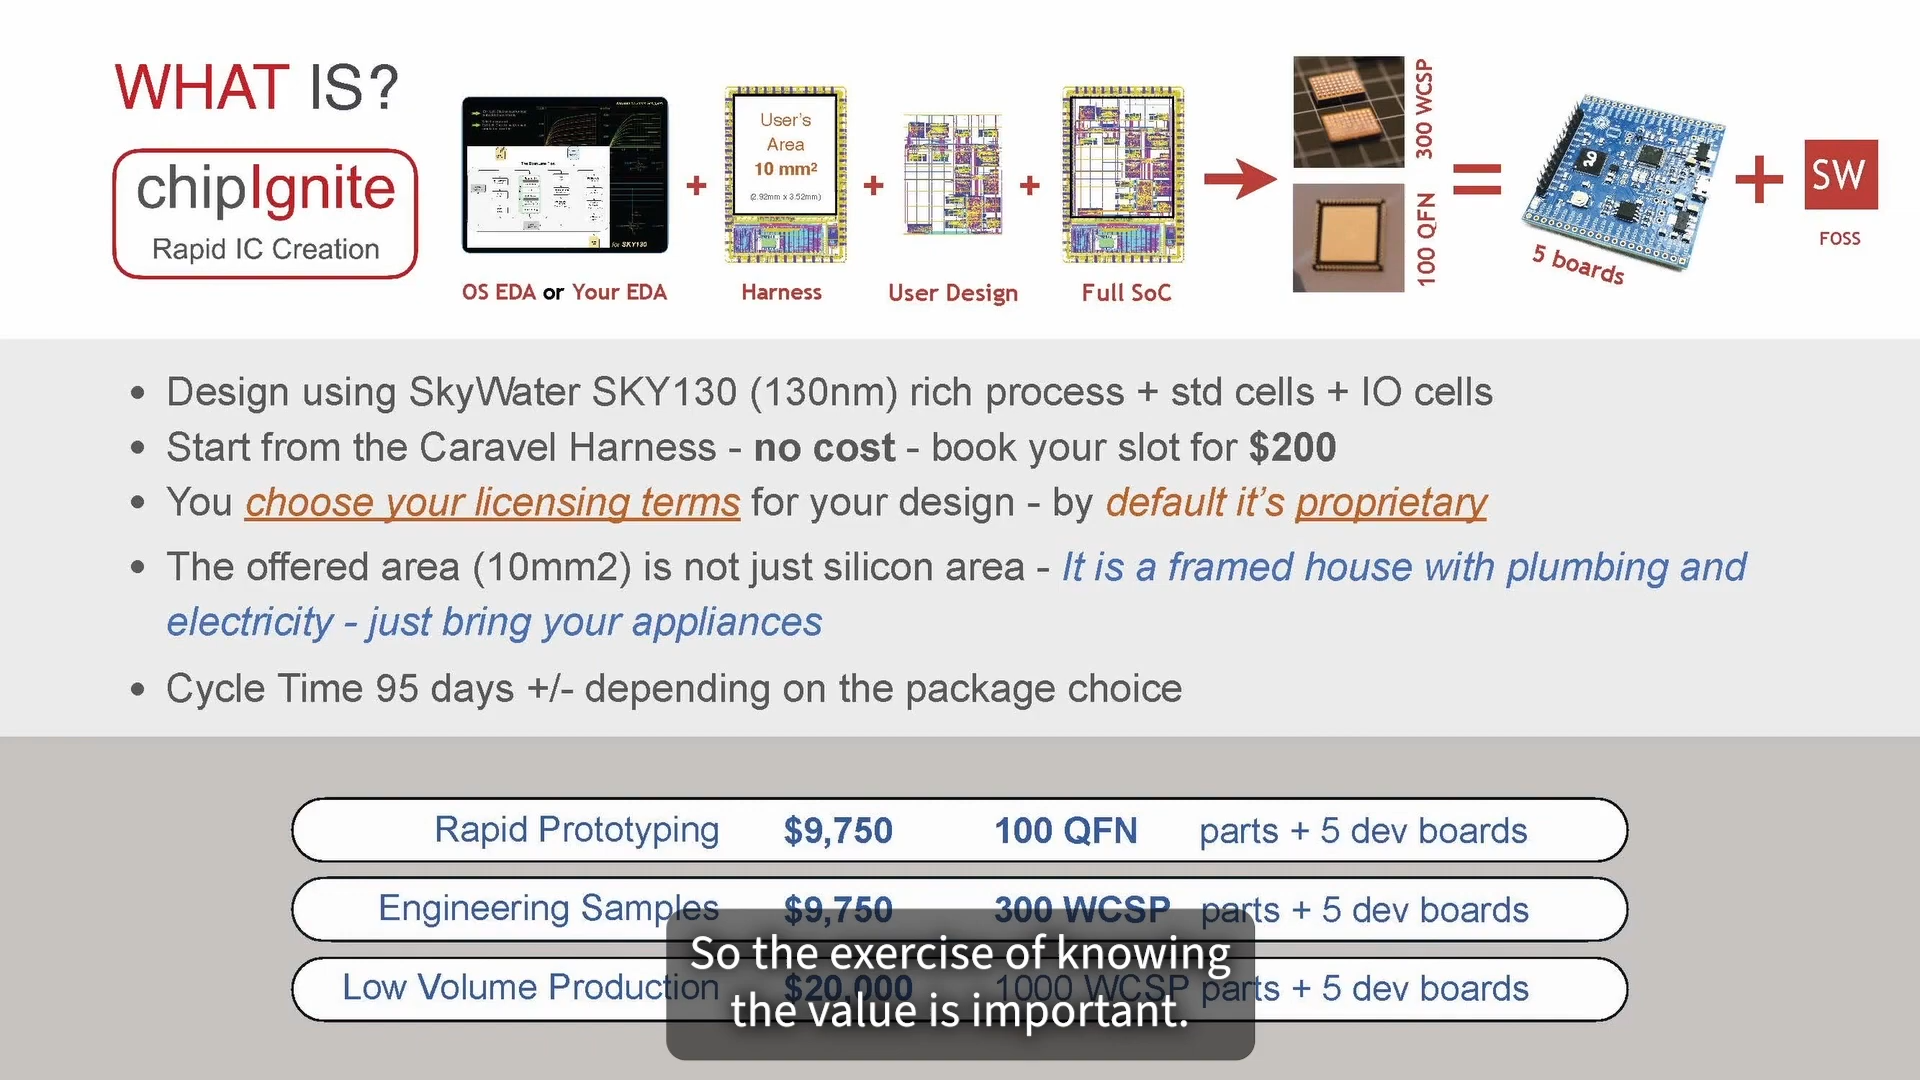 WHAT IS?
chipIgnite
Rapid IC Creation
User's
Area
10 mm²
(2.92mm x 3.52mm)
for SKY130
OS EDA or Your EDA
Harness
User Design
Full SoC
300 WCSP
100 QFN
5 boards
SW
FOSS
• Design using SkyWater SKY130 (130nm) rich process + std cells + IO cells
• Start from the Caravel Harness - no cost - book your slot for $200
• You choose your licensing terms for your design - by default it's proprietary
• The offered area (10mm2) is not just silicon area - It is a framed house with plumbing and
electricity - just bring your appliances
• Cycle Time 95 days +/- depending on the package choice
Rapid Prototyping $9,750 100 QFN parts + 5 dev boards
Engineering Samples $9,750 300 WCSP parts + 5 dev boards
Low Volume Production $20,000 1000 WCSP parts + 5 dev boards
So the exercise of knowing
the value is important.